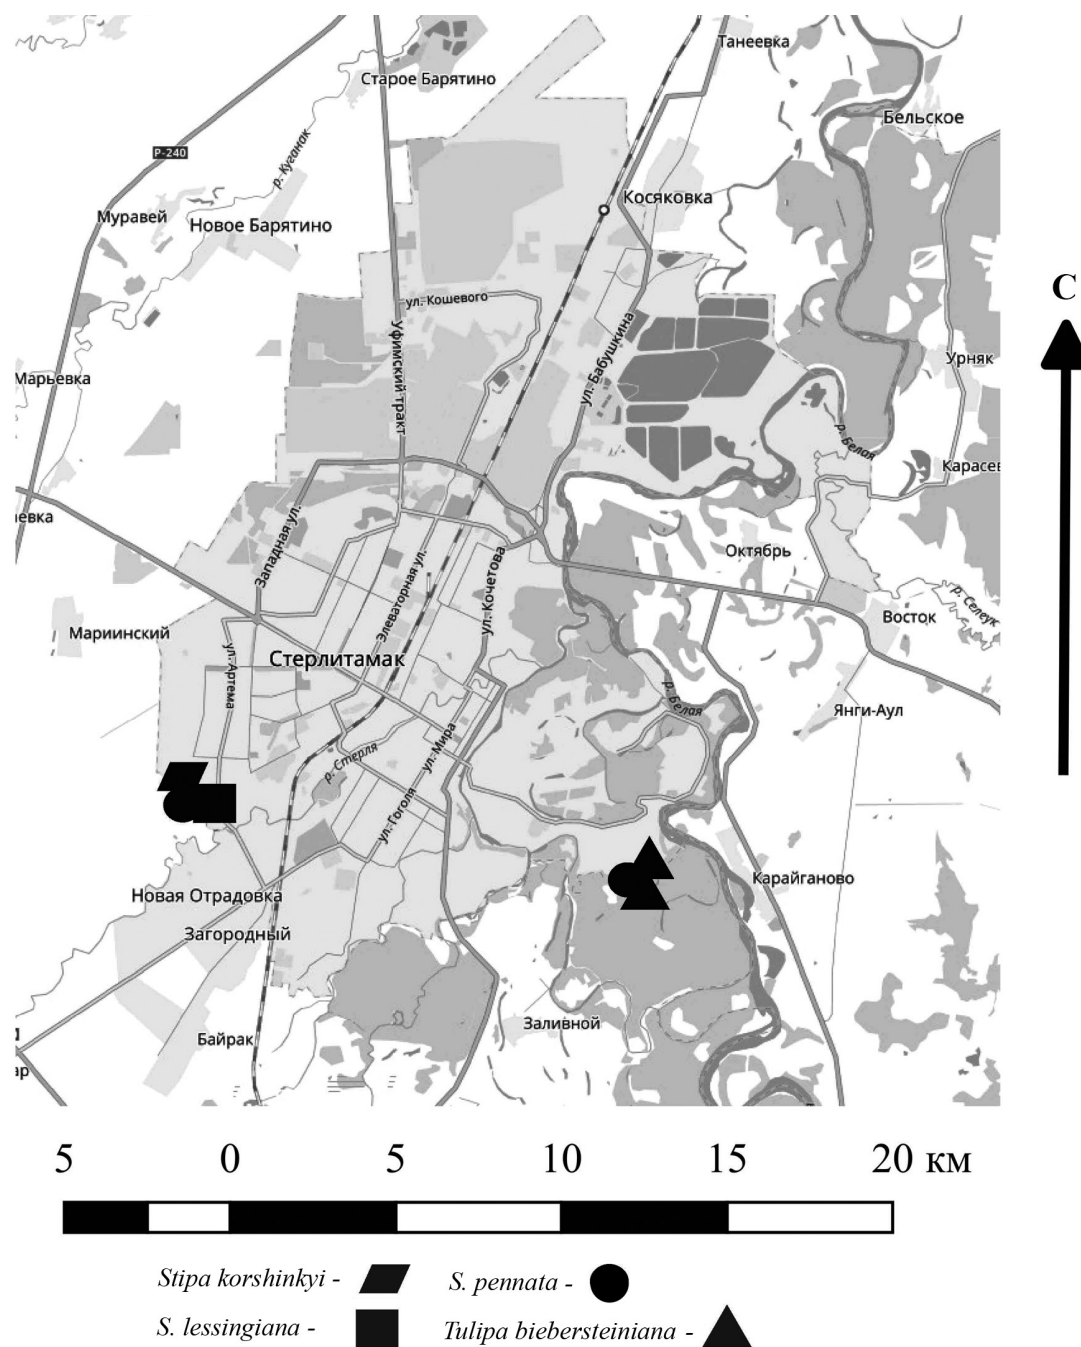 Танеевка
Старое Барятино
Бельское
Р-240
р. Куганак
Косяковка
Муравей
Новое Барятино
С
ул. Кошевого
Уфимский тракт
ул. Бабушкина
Урняк
Марьевка
р. Белая
Карасев
евка
Западная ул.
Октябрь
Элеваторная ул.
ул. Кочетова
р. Селеук
Восток
Мариинский
Стерлитамак
ул. Артема
р. Белая
Янги-Аул
ул. Мира
р. Стерля
ул. Гоголя
Карайганово
Новая Отрадовка
Загородный
Заливной
Байрак
ар
5 0 5 10 15 20 км
Stipa korshinkyi - S. pennata -
S. lessingiana - Tulipa biebersteiniana -